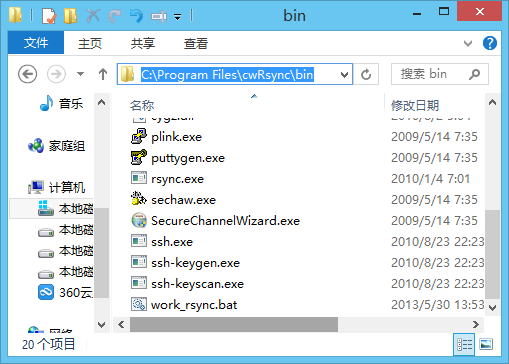 bin
文件 主页 共享 查看
C:\Program Files\cwRsync\bin 搜索 bin
名称 修改日期
音乐
家庭组
计算机
本地磁
本地磁
本地磁
本地磁
360云
plink.exe 2009/5/14 7:35
puttygen.exe 2009/5/14 7:35
rsync.exe 2010/1/4 7:01
sechaw.exe 2009/5/14 7:35
SecureChannelWizard.exe 2009/5/14 7:35
ssh.exe 2010/8/23 22:23
ssh-keygen.exe 2010/8/23 22:23
ssh-keyscan.exe 2010/8/23 22:23
work_rsync.bat 2013/5/30 13:53
20 个项目